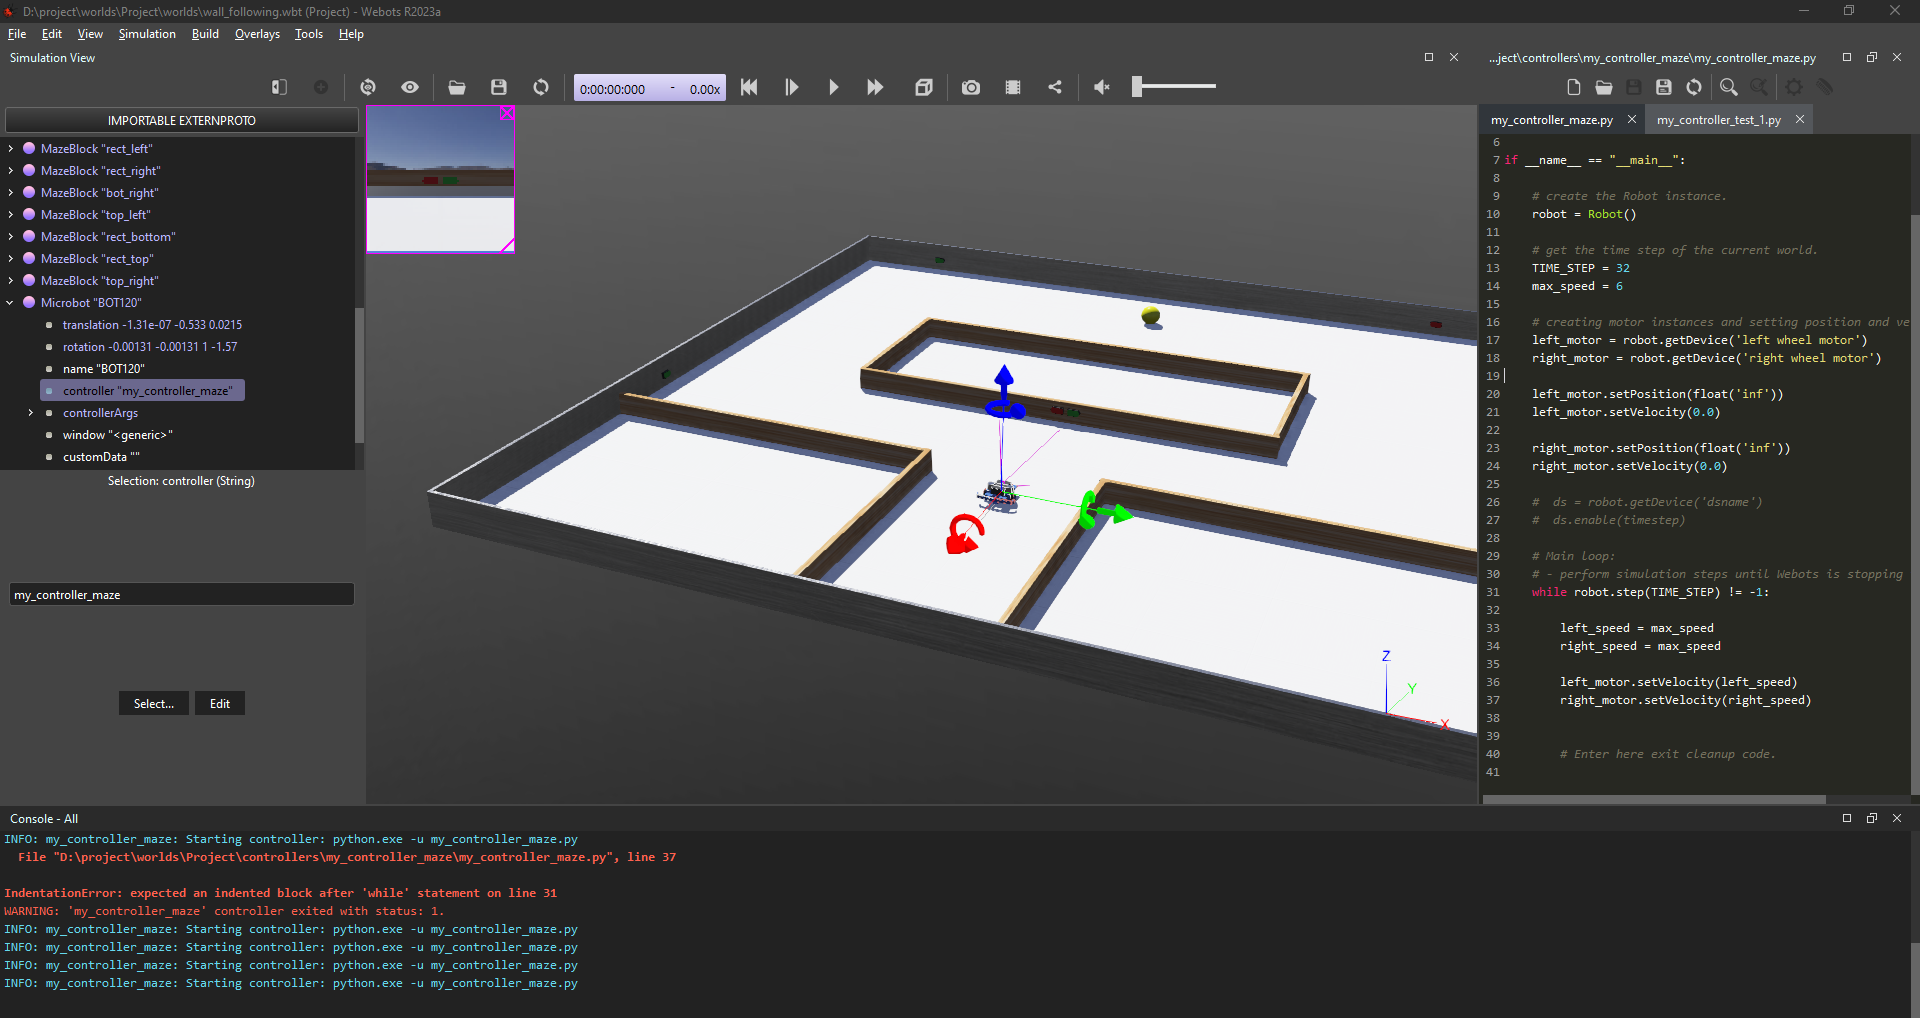 D:\project\worlds\Project\worlds\wall_following.wbt (Project) - Webots R2023a
File Edit View Simulation Build Overlays Tools Help
Simulation View
0:00:00:000 - 0.00x
IMPORTABLE EXTERNPROTO
MazeBlock "rect_left"
MazeBlock "rect_right"
MazeBlock "bot_right"
MazeBlock "top_left"
MazeBlock "rect_bottom"
MazeBlock "rect_top"
MazeBlock "top_right"
Microbot "BOT120"
translation -1.31e-07 -0.533 0.0215
rotation -0.00131 -0.00131 1 -1.57
name "BOT120"
controller "my_controller_maze"
controllerArgs
window "<generic>"
customData ""
Selection: controller (String)
my_controller_maze
Select... Edit
Z
Y
X
...ject\controllers\my_controller_maze\my_controller_maze.py
my_controller_maze.py my_controller_test_1.py
6
7 if __name__ == "__main__":
8
9 # create the Robot instance.
10 robot = Robot()
11
12 # get the time step of the current world.
13 TIME_STEP = 32
14 max_speed = 6
15
16 # creating motor instances and setting position and ve
17 left_motor = robot.getDevice('left wheel motor')
18 right_motor = robot.getDevice('right wheel motor')
19
20 left_motor.setPosition(float('inf'))
21 left_motor.setVelocity(0.0)
22
23 right_motor.setPosition(float('inf'))
24 right_motor.setVelocity(0.0)
25
26 # ds = robot.getDevice('dsname')
27 # ds.enable(timestep)
28
29 # Main loop:
30 # - perform simulation steps until Webots is stopping
31 while robot.step(TIME_STEP) != -1:
32
33 left_speed = max_speed
34 right_speed = max_speed
35
36 left_motor.setVelocity(left_speed)
37 right_motor.setVelocity(right_speed)
38
39
40 # Enter here exit cleanup code.
41
Console - All
INFO: my_controller_maze: Starting controller: python.exe -u my_controller_maze.py
File "D:\project\worlds\Project\controllers\my_controller_maze\my_controller_maze.py", line 37
IndentationError: expected an indented block after 'while' statement on line 31
WARNING: 'my_controller_maze' controller exited with status: 1.
INFO: my_controller_maze: Starting controller: python.exe -u my_controller_maze.py
INFO: my_controller_maze: Starting controller: python.exe -u my_controller_maze.py
INFO: my_controller_maze: Starting controller: python.exe -u my_controller_maze.py
INFO: my_controller_maze: Starting controller: python.exe -u my_controller_maze.py